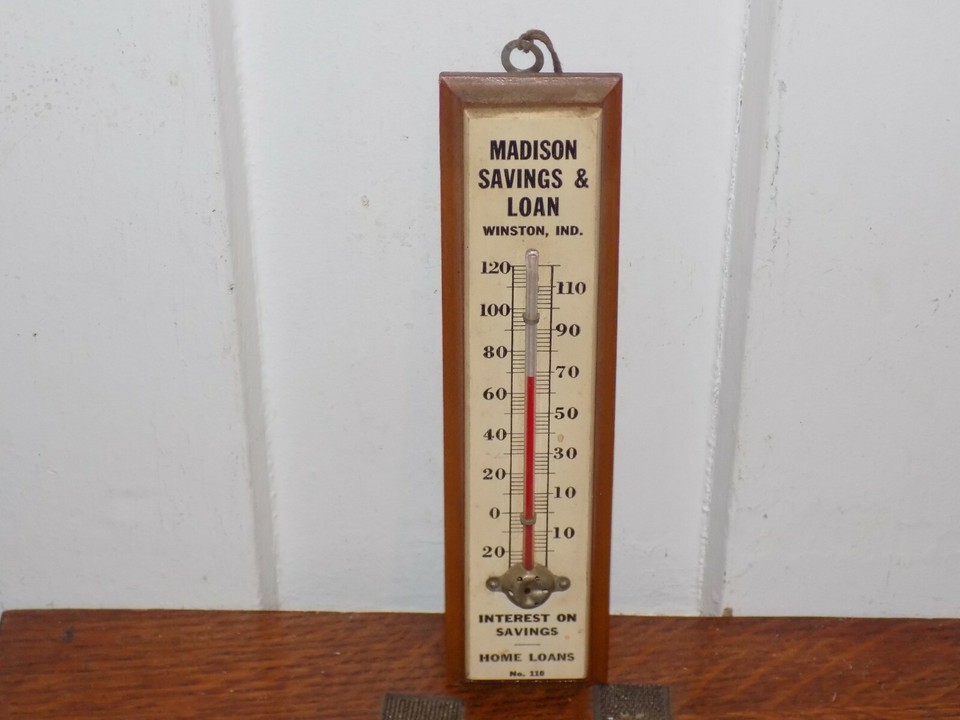 MADISON
SAVINGS &
LOAN
WINSTON, IND.
120
110
100
90
80
70
60
50
40
30
20
10
0
10
20
INTEREST ON
SAVINGS
HOME LOANS
No. 110